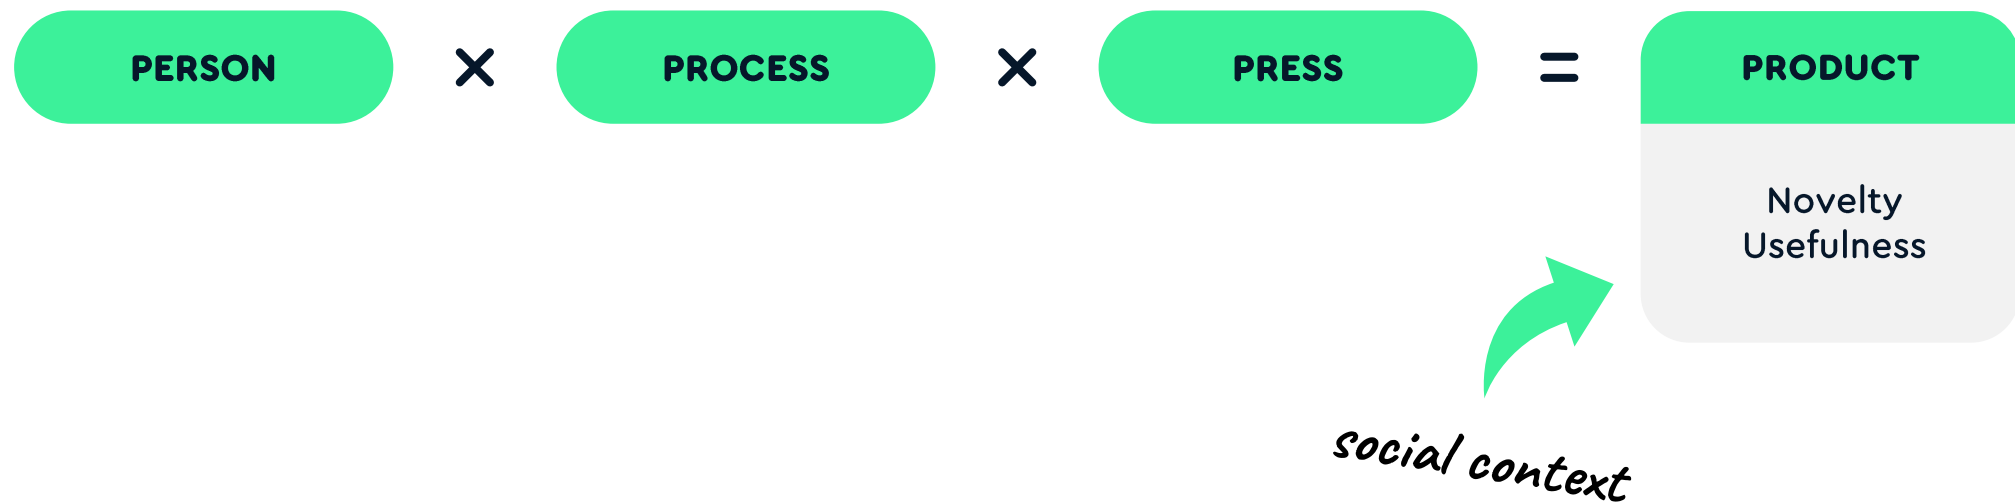 PERSON × PROCESS × PRESS = PRODUCT
Novelty
Usefulness
social context